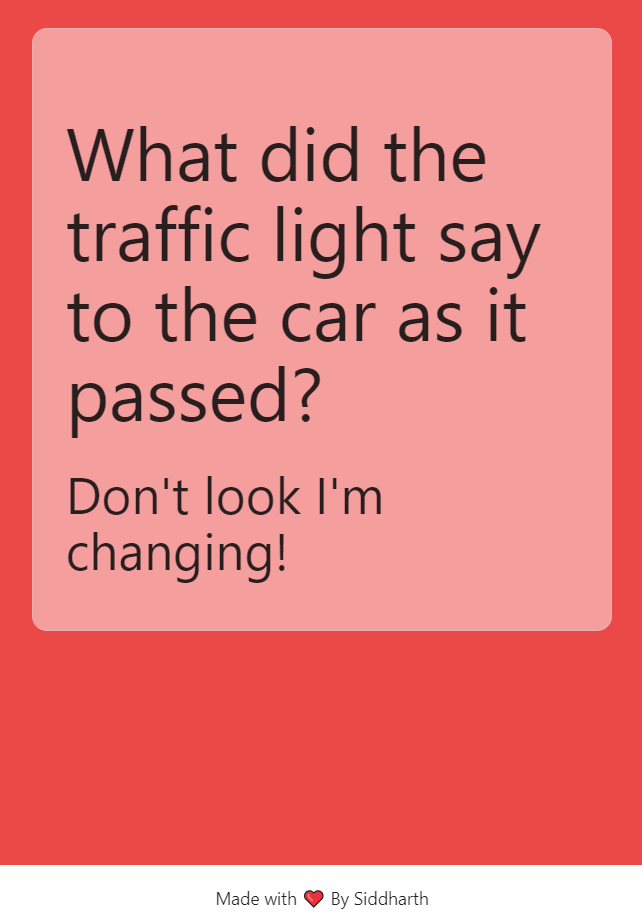 What did the
traffic light say
to the car as it
passed?
Don't look I'm
changing!
Made with ❤️ By Siddharth